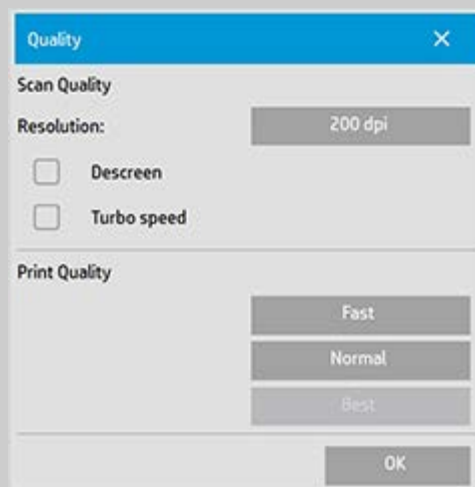 Quality
Scan Quality
Resolution: 200 dpi
Descreen
Turbo speed
Print Quality
Fast
Normal
Best
OK